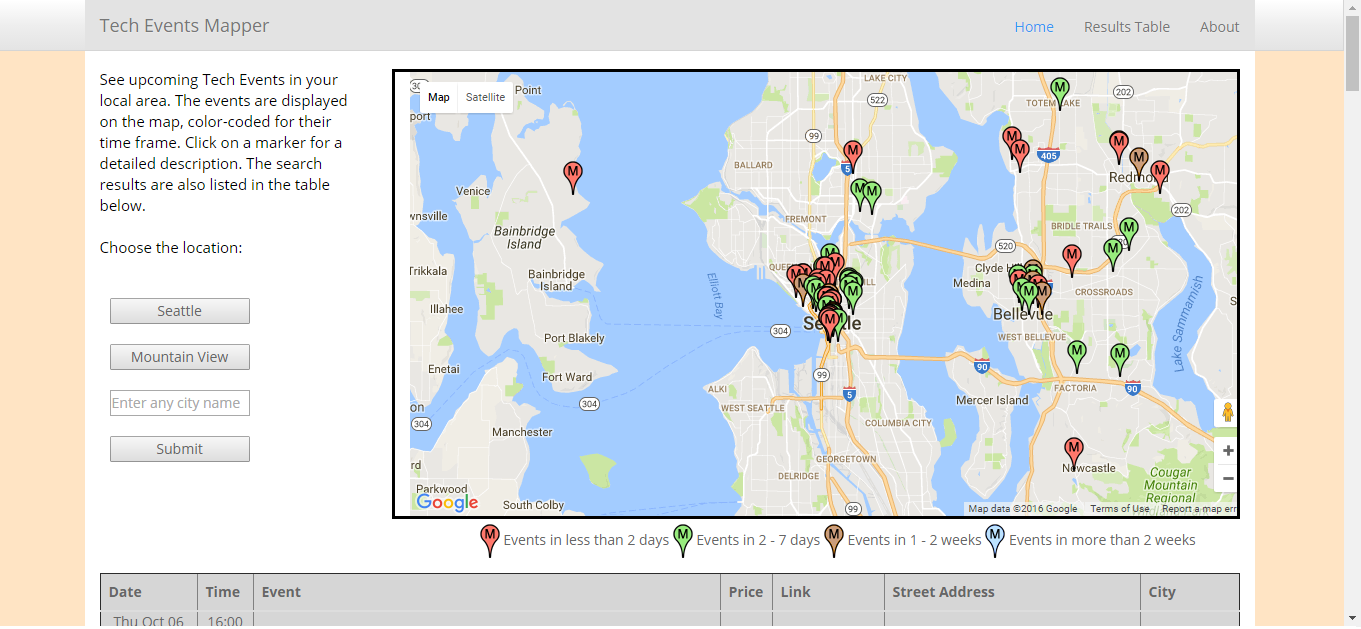 Tech Events Mapper
Home
Results Table
About
See upcoming Tech Events in your
local area. The events are displayed
on the map, color-coded for their
time frame. Click on a marker for a
detailed description. The search
results are also listed in the table
below.
Choose the location:
Seattle
Mountain View
Enter any city name
Submit
Map
Satellite
Point
LAKE CITY
522
TOTEM LAKE
202
99
5
405
BALLARD
Redmond
Venice
202
FREMONT
BRIDLE TRAILS
Bainbridge
Island
520
Clyde
Bainbridge
Island
Medina
CROSSROADS
Elliott Bay
Illahee
Bellevue
Lake Sammamish
304
Seattle
Port Blakely
WEST BELLEVUE
Enetai
90
Fort Ward
99
ALKI
FACTORIA
90
304
5
WEST SEATTLE
Mercer Island
304
COLUMBIA CITY
Manchester
GEORGETOWN
Newcastle
DELRIDGE
Cougar
Mountain
Regional
Parkwood
Google
South Colby
99
Map data ©2016 Google
Terms of Use
Report a map err
M Events in less than 2 days M Events in 2 - 7 days M Events in 1 - 2 weeks M Events in more than 2 weeks
Date Time Event Price Link Street Address City
Thu Oct 06 16:00